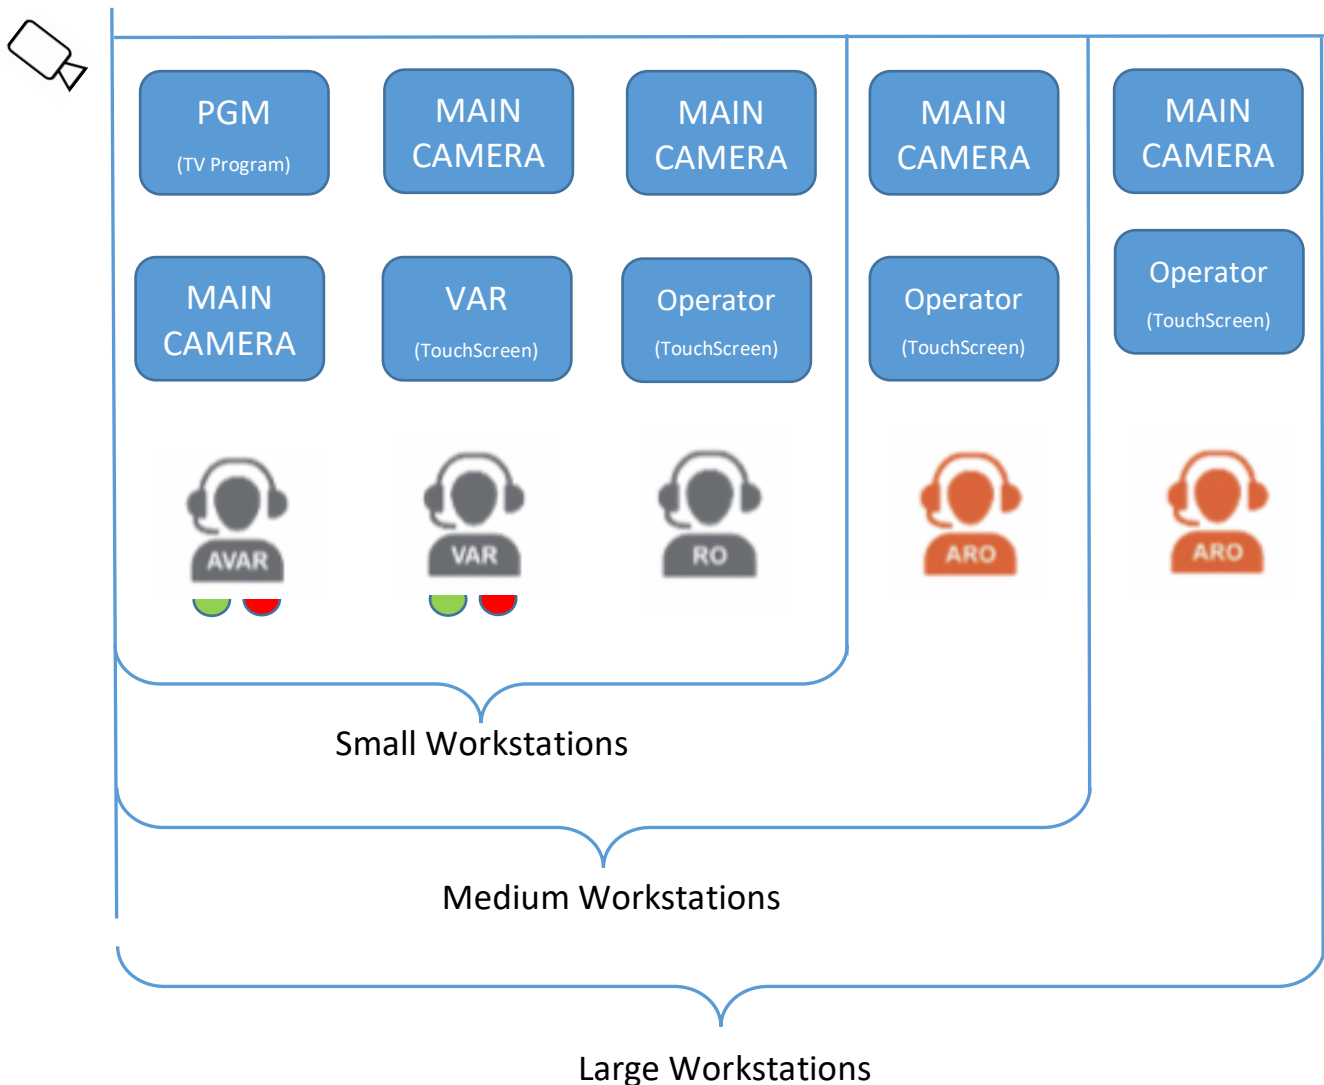 PGM
(TV Program)
MAIN
CAMERA
MAIN
CAMERA
MAIN
CAMERA
MAIN
CAMERA
MAIN
CAMERA
VAR
(TouchScreen)
Operator
(TouchScreen)
Operator
(TouchScreen)
Operator
(TouchScreen)
AVAR
VAR
RO
ARO
ARO
Small Workstations
Medium Workstations
Large Workstations